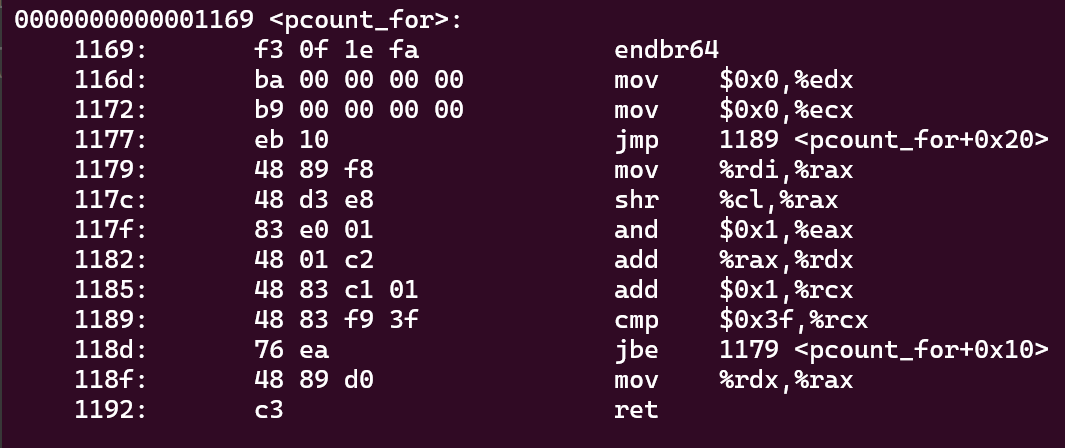 0000000000001169 <pcount_for>:
    1169:       f3 0f 1e fa             endbr64
    116d:       ba 00 00 00 00          mov    $0x0,%edx
    1172:       b9 00 00 00 00          mov    $0x0,%ecx
    1177:       eb 10                   jmp    1189 <pcount_for+0x20>
    1179:       48 89 f8                mov    %rdi,%rax
    117c:       48 d3 e8                shr    %cl,%rax
    117f:       83 e0 01                and    $0x1,%eax
    1182:       48 01 c2                add    %rax,%rdx
    1185:       48 83 c1 01             add    $0x1,%rcx
    1189:       48 83 f9 3f             cmp    $0x3f,%rcx
    118d:       76 ea                   jbe    1179 <pcount_for+0x10>
    118f:       48 89 d0                mov    %rdx,%rax
    1192:       c3                      ret